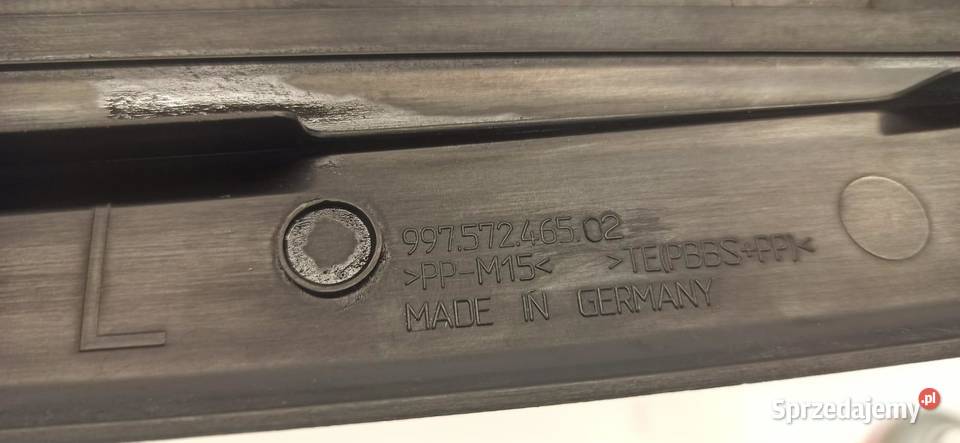 L
997.572.465.02
>PP-M15< >TE(PBBS+PP)<
MADE IN GERMANY
Sprzedajemy.pl